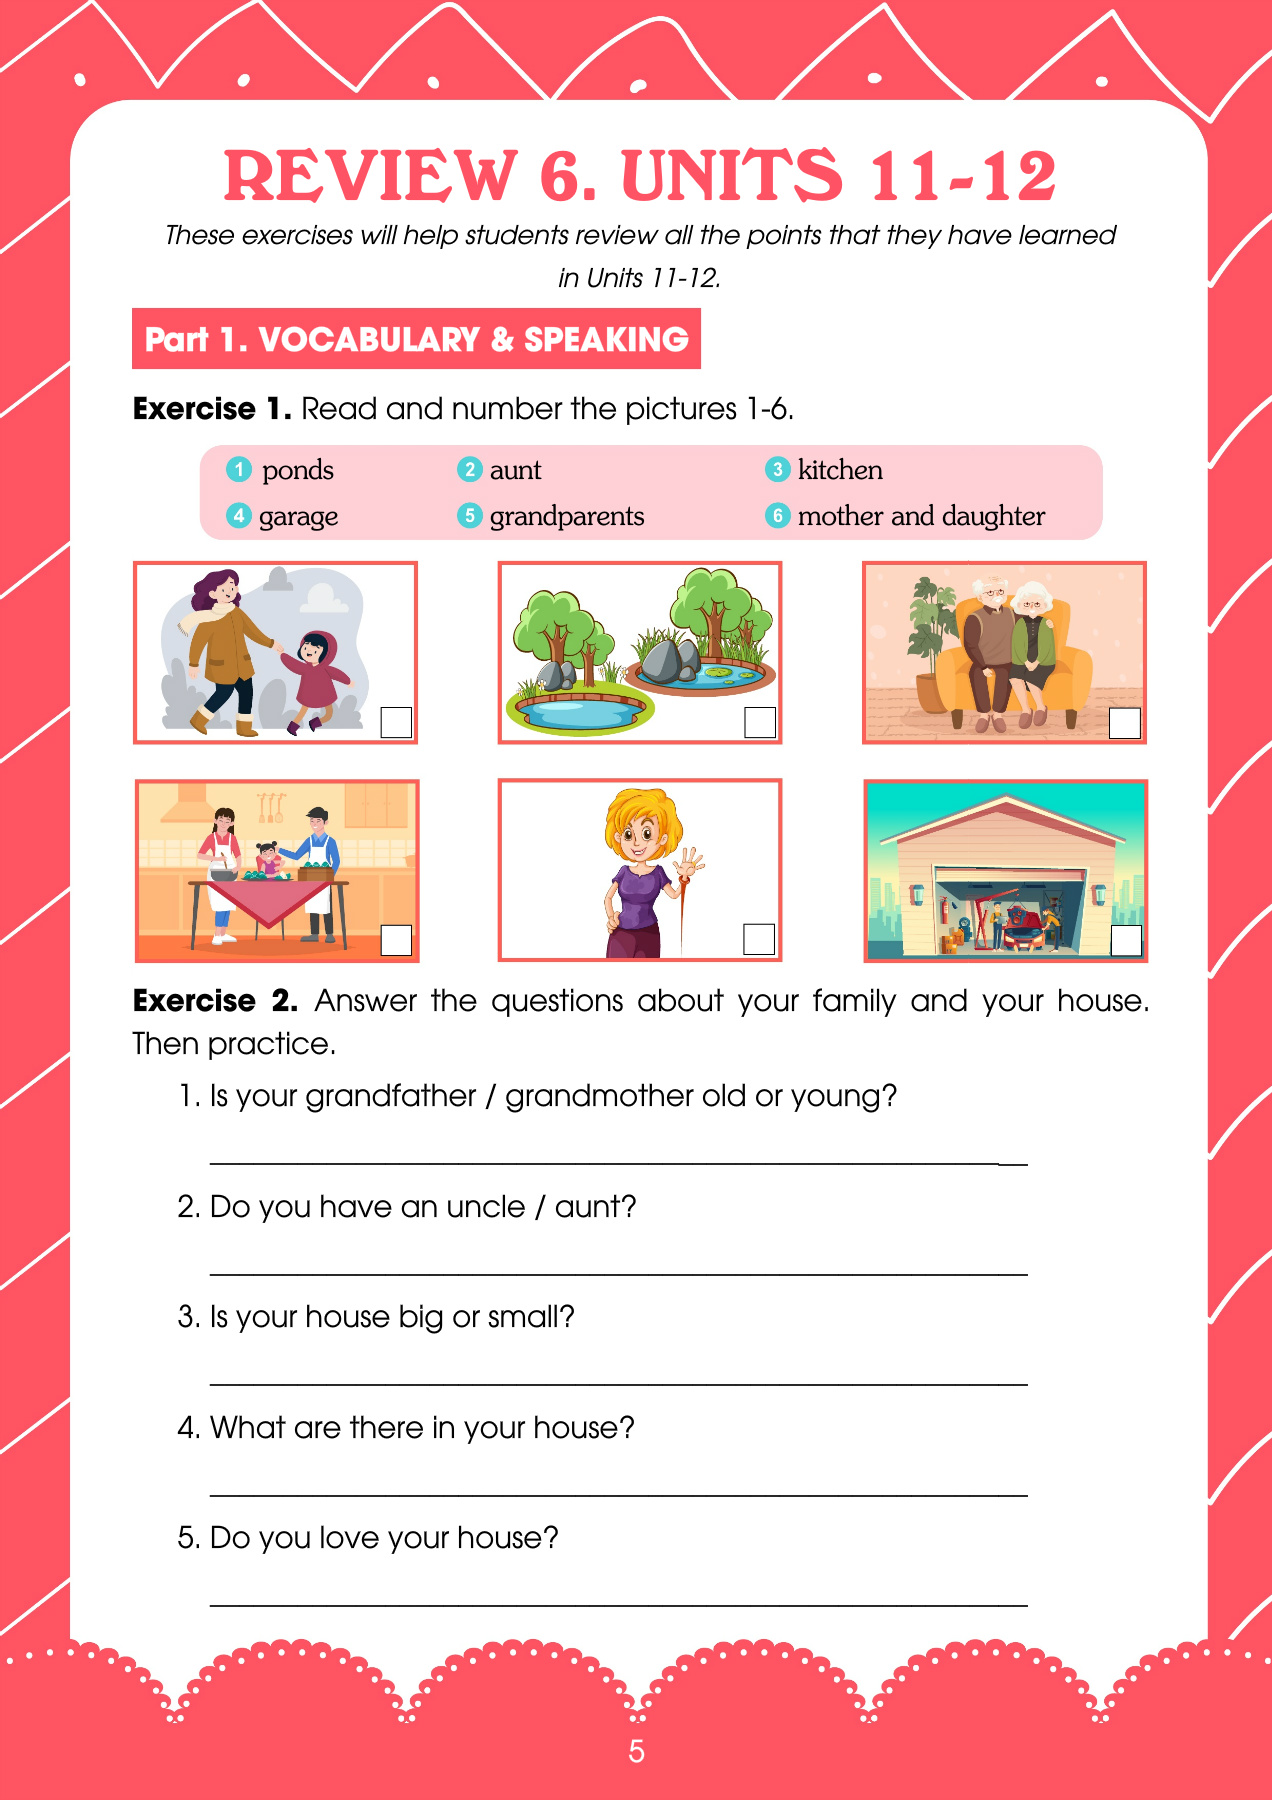 REVIEW 6. UNITS 11-12
These exercises will help students review all the points that they have learned
in Units 11-12.
Part 1. VOCABULARY & SPEAKING
Exercise 1. Read and number the pictures 1-6.
1 ponds 2 aunt 3 kitchen
4 garage 5 grandparents 6 mother and daughter
Exercise 2. Answer the questions about your family and your house.
Then practice.
1. Is your grandfather / grandmother old or young?
2. Do you have an uncle / aunt?
3. Is your house big or small?
4. What are there in your house?
5. Do you love your house?
5